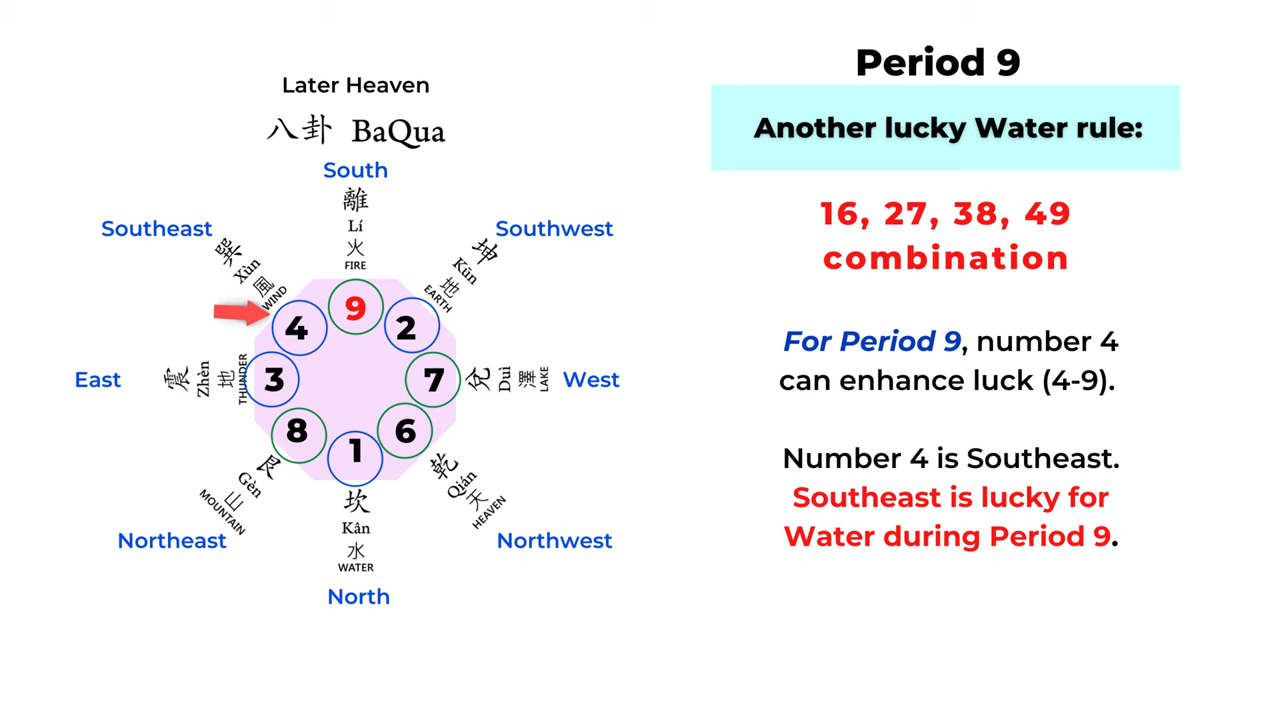 Later Heaven
八卦 BaQua
South
離
Lí
火
FIRE
Southeast
巽
Xùn
風
WIND
Southwest
坤
Kūn
地
EARTH
9
4
2
East
震
Zhèn
地
THUNDER
3
7
兌
Duì
澤
LAKE
West
8
1
6
艮
Gèn
山
MOUNTAIN
Northeast
坎
Kân
水
WATER
North
乾
Qián
天
HEAVEN
Northwest
Period 9
Another lucky Water rule:
16, 27, 38, 49
combination
For Period 9, number 4
can enhance luck (4-9).
Number 4 is Southeast.
Southeast is lucky for
Water during Period 9.